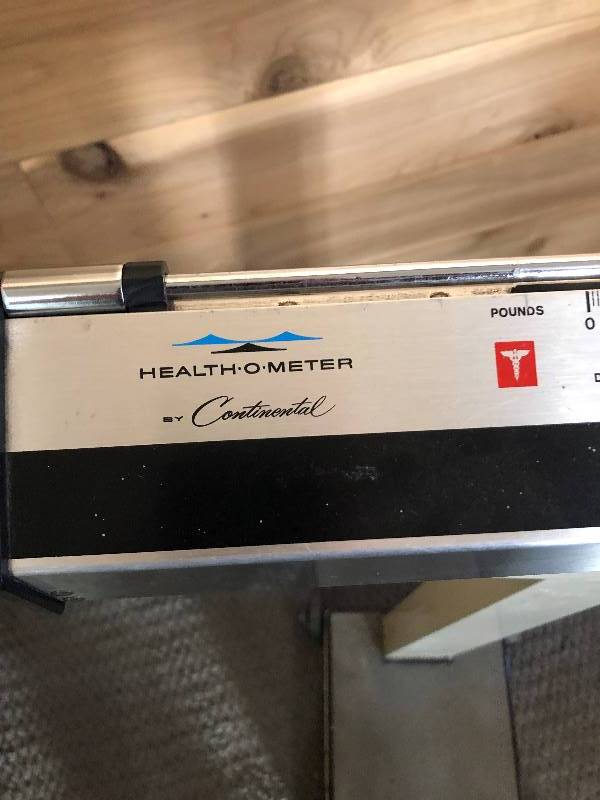 POUNDS
0
HEALTH·O·METER
BY Continental